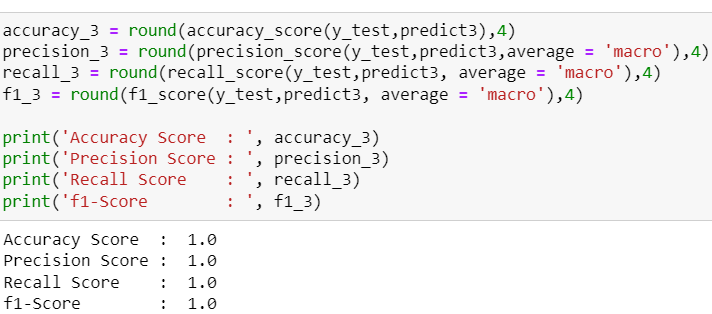 accuracy_3 = round(accuracy_score(y_test,predict3),4)
precision_3 = round(precision_score(y_test,predict3,average = 'macro'),4)
recall_3 = round(recall_score(y_test,predict3, average = 'macro'),4)
f1_3 = round(f1_score(y_test,predict3, average = 'macro'),4)
print('Accuracy Score  : ', accuracy_3)
print('Precision Score : ', precision_3)
print('Recall Score    : ', recall_3)
print('f1-Score        : ', f1_3)
Accuracy Score  :  1.0
Precision Score :  1.0
Recall Score    :  1.0
f1-Score        :  1.0